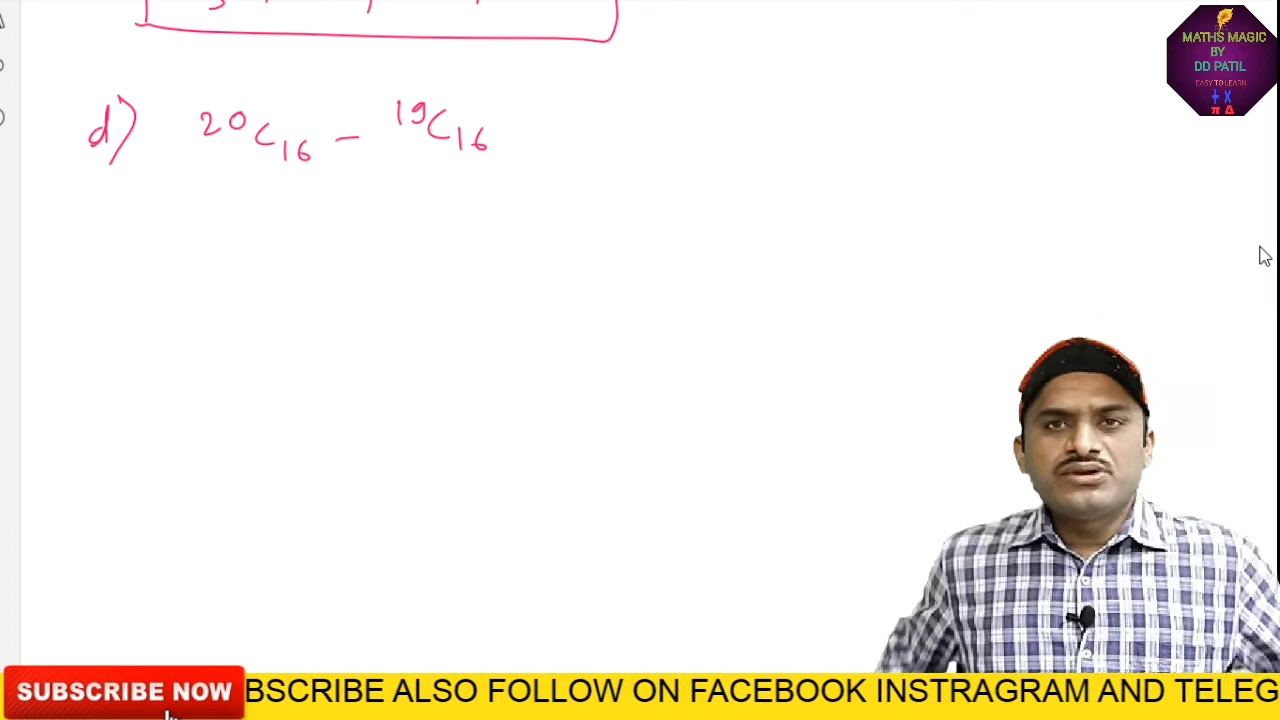 MATHS MAGIC
BY
DD PATIL
EASY TO LEARN
+ X
π Δ
d) ²⁰C₁₆ - ¹⁹C₁₆
SUBSCRIBE NOW
BSCRIBE ALSO FOLLOW ON FACEBOOK INSTRAGRAM AND TELEG